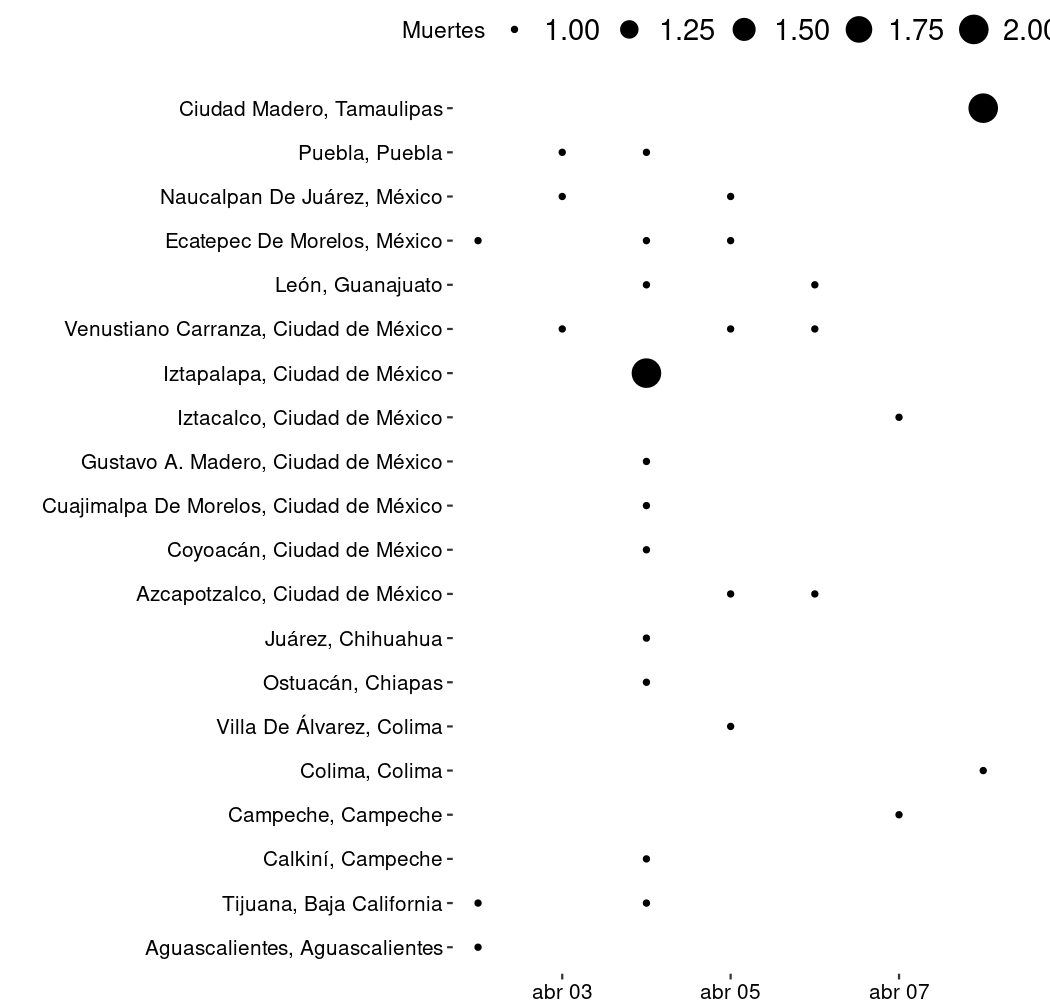 Muertes 1.00 1.25 1.50 1.75 2.00
Ciudad Madero, Tamaulipas
Puebla, Puebla
Naucalpan De Juárez, México
Ecatepec De Morelos, México
León, Guanajuato
Venustiano Carranza, Ciudad de México
Iztapalapa, Ciudad de México
Iztacalco, Ciudad de México
Gustavo A. Madero, Ciudad de México
Cuajimalpa De Morelos, Ciudad de México
Coyoacán, Ciudad de México
Azcapotzalco, Ciudad de México
Juárez, Chihuahua
Ostuacán, Chiapas
Villa De Álvarez, Colima
Colima, Colima
Campeche, Campeche
Calkiní, Campeche
Tijuana, Baja California
Aguascalientes, Aguascalientes
abr 03 abr 05 abr 07